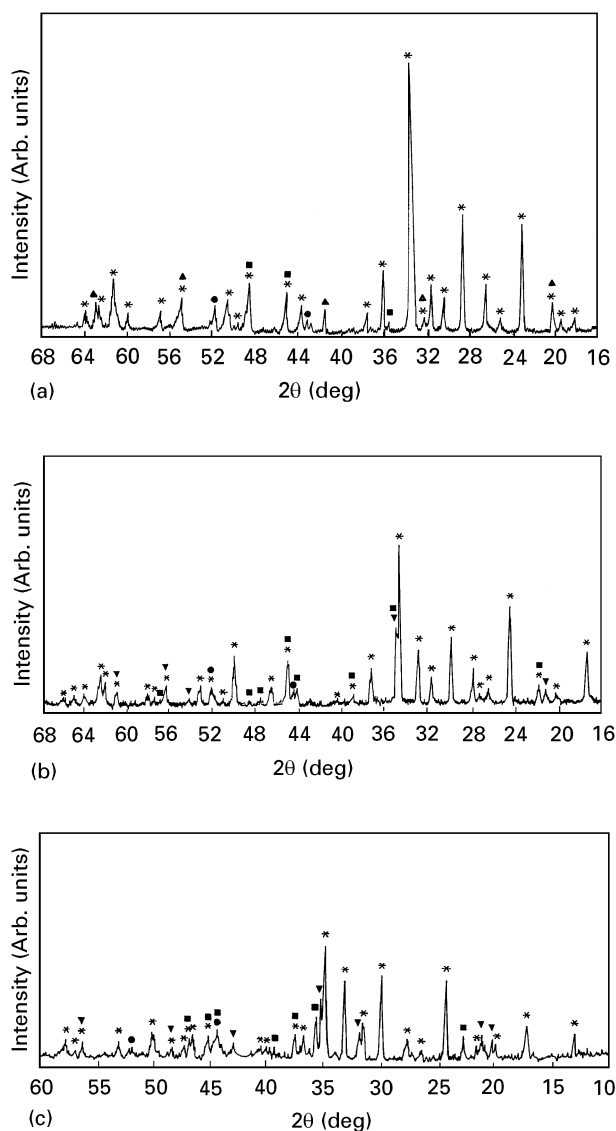 Intensity (Arb. units)
68 64 60 56 52 48 44 40 36 32 28 24 20 16
(a)
2θ (deg)
Intensity (Arb. units)
68 64 60 56 52 48 44 40 36 32 28 24 20 16
(b)
2θ (deg)
Intensity (Arb. units)
60 55 50 45 40 35 30 25 20 15 10
(c)
2θ (deg)